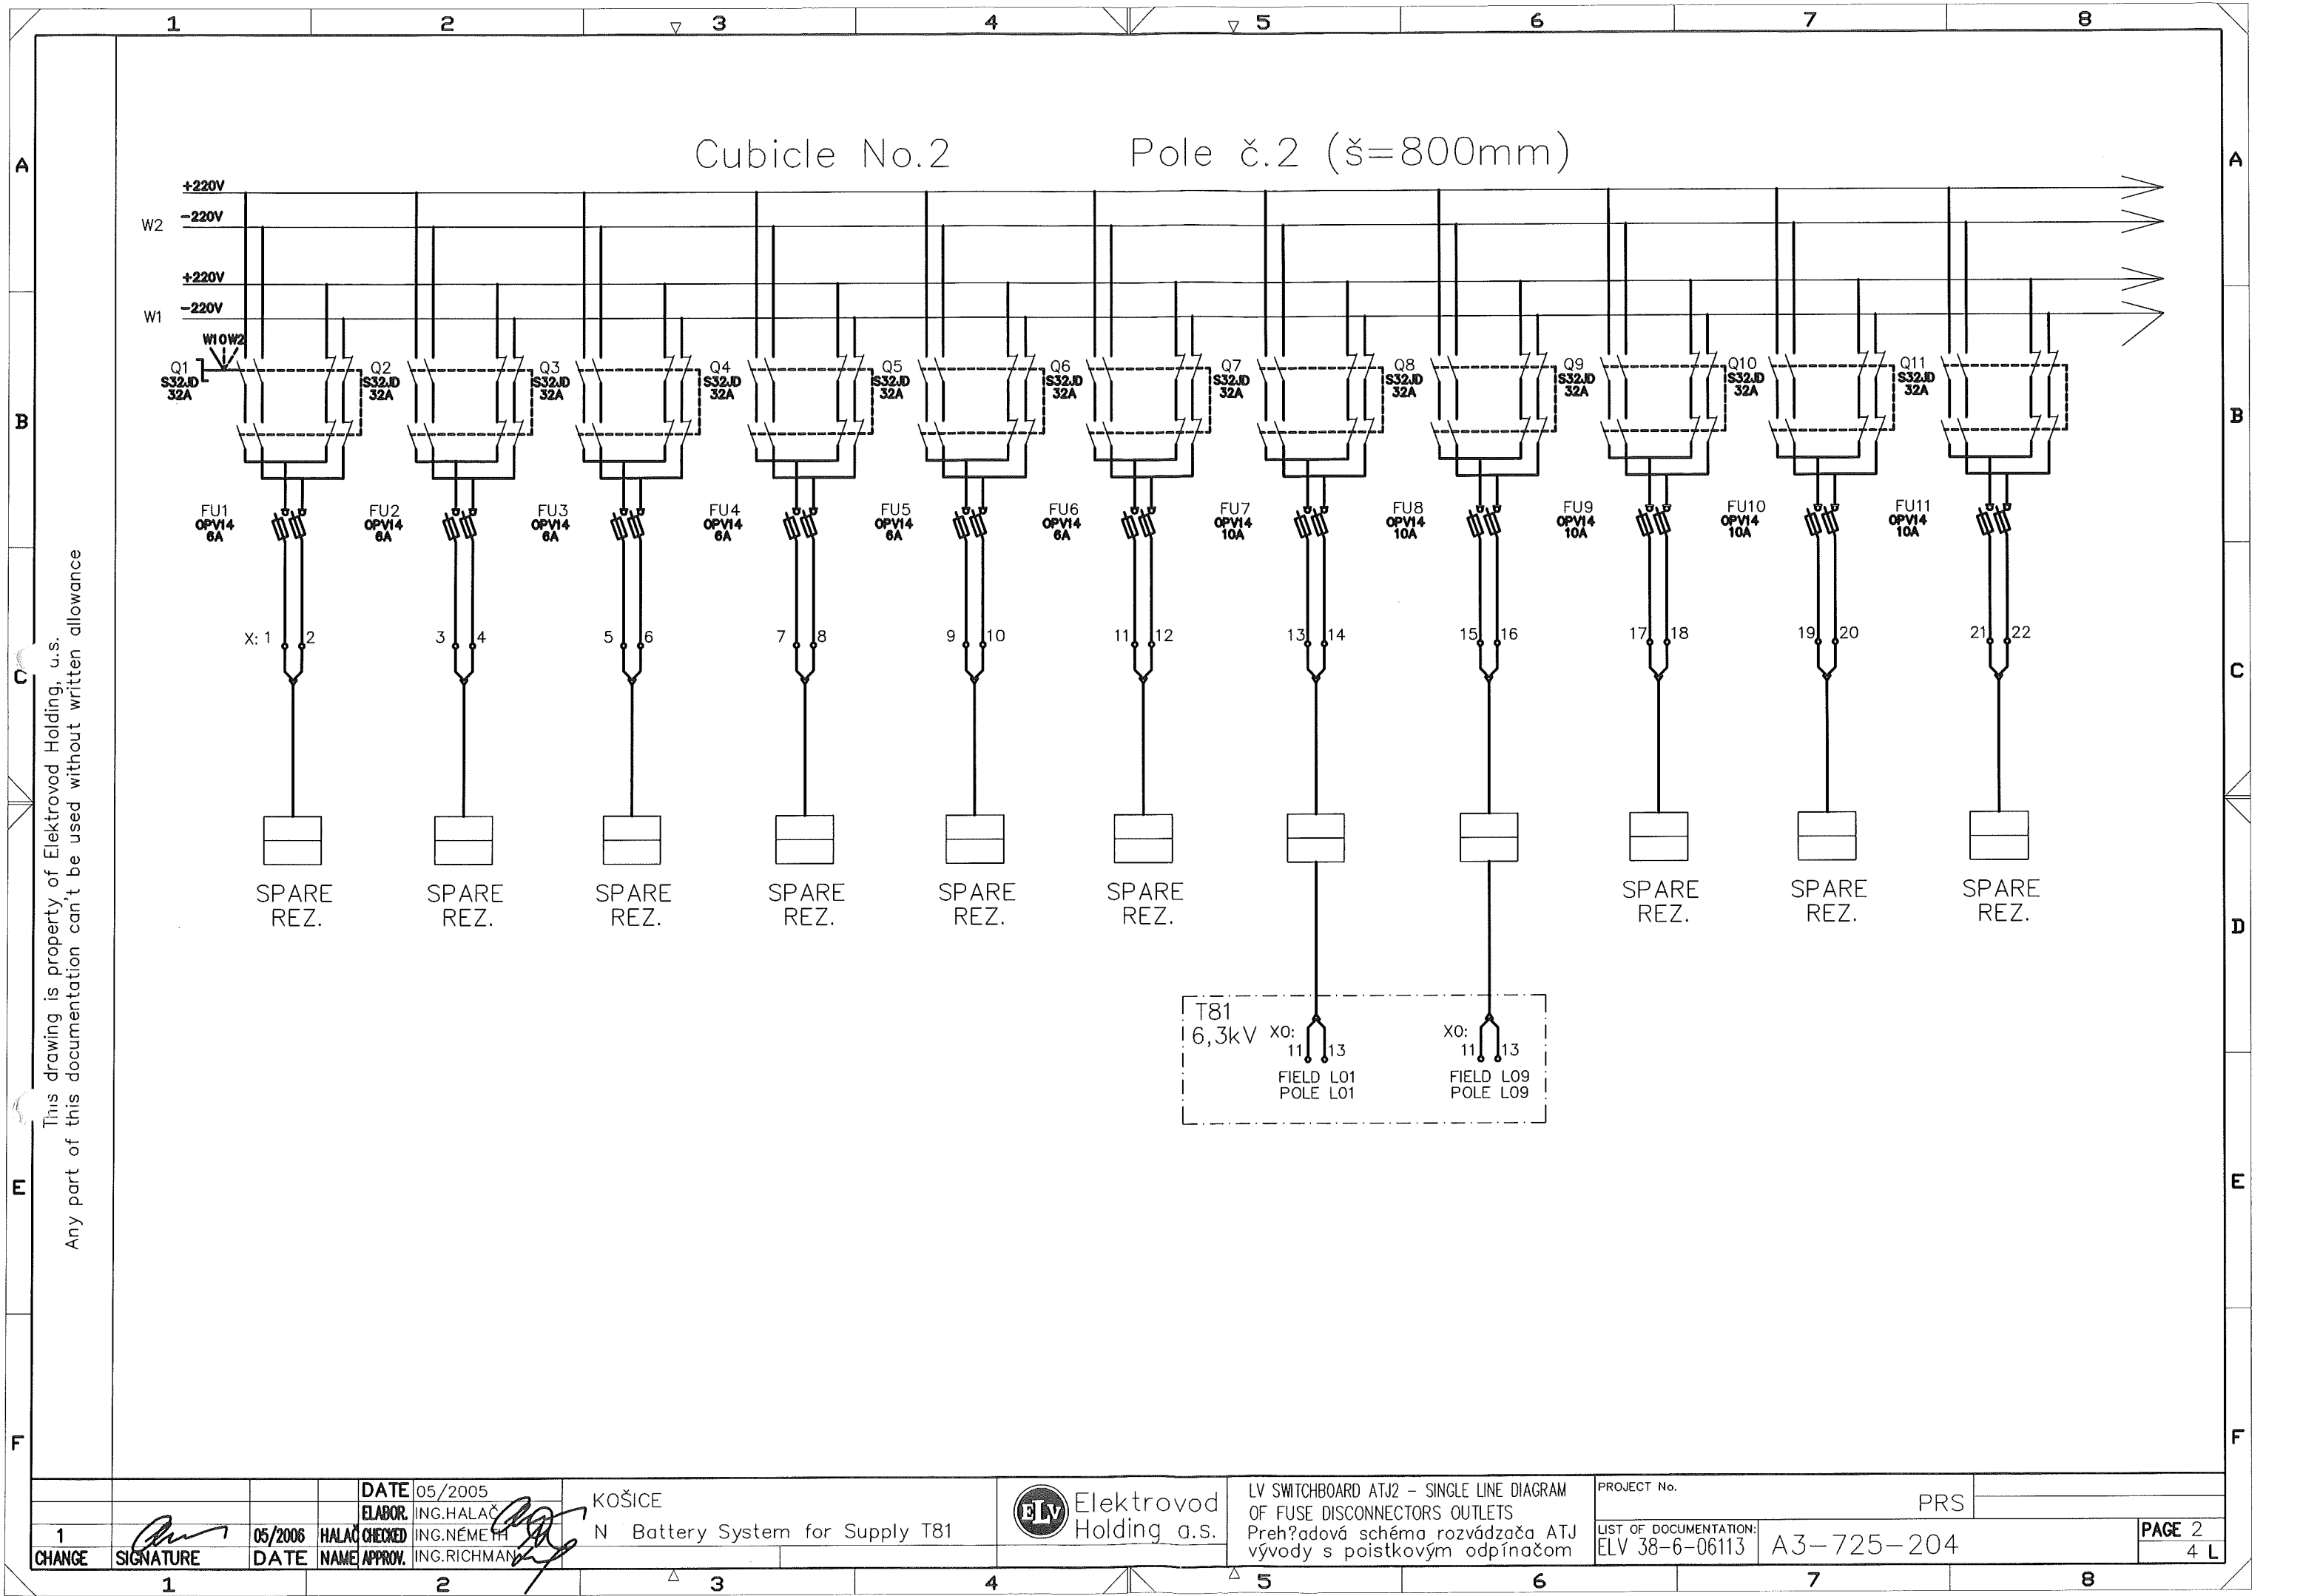 1 2 3 4 5 6 7 8
A
B
C
D
E
F
A
B
C
D
E
F
Cubicle No.2 Pole č.2 (š=800mm)
+220V
W2 -220V
+220V
W1 -220V
W1 0 W2
Q1
S32JD
32A
Q2
S32JD
32A
Q3
S32JD
32A
Q4
S32JD
32A
Q5
S32JD
32A
Q6
S32JD
32A
Q7
S32JD
32A
Q8
S32JD
32A
Q9
S32JD
32A
Q10
S32JD
32A
Q11
S32JD
32A
FU1
OPV14
6A
FU2
OPV14
6A
FU3
OPV14
6A
FU4
OPV14
6A
FU5
OPV14
6A
FU6
OPV14
6A
FU7
OPV14
10A
FU8
OPV14
10A
FU9
OPV14
10A
FU10
OPV14
10A
FU11
OPV14
10A
X: 1 2 3 4 5 6 7 8 9 10 11 12 13 14 15 16 17 18 19 20 21 22
SPARE
REZ.
SPARE
REZ.
SPARE
REZ.
SPARE
REZ.
SPARE
REZ.
SPARE
REZ.
SPARE
REZ.
SPARE
REZ.
SPARE
REZ.
T81
6,3kV
X0:
11 13
FIELD L01
POLE L01
X0:
11 13
FIELD L09
POLE L09
This drawing is property of Elektrovod Holding, a.s.
Any part of this documentation can't be used without written allowance
DATE 05/2005
ELABOR. ING.HALAČ
1 05/2006 HALAČ CHECKED ING.NÉMETH
CHANGE SIGNATURE DATE NAME APPROV. ING.RICHMAN
KOŠICE
N Battery System for Supply T81
ELV
Elektrovod
Holding a.s.
LV SWITCHBOARD ATJ2 - SINGLE LINE DIAGRAM
OF FUSE DISCONNECTORS OUTLETS
Preh?adová schéma rozvádzača ATJ
vývody s poistkovým odpínačom
PROJECT No.
PRS
LIST OF DOCUMENTATION:
ELV 38-6-06113
A3-725-204
PAGE 2
4 L
1 2 3 4 5 6 7 8